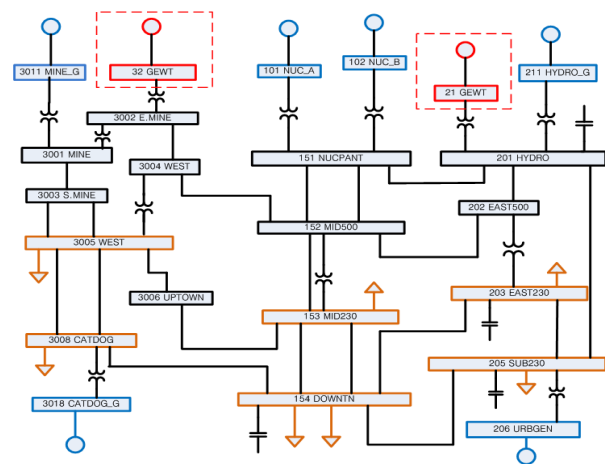 3011 MINE_G
32 GEWT
101 NUC_A
102 NUC_B
21 GEWT
211 HYDRO_G
3002 E.MINE
3001 MINE
3004 WEST
151 NUCPANT
201 HYDRO
3003 S.MINE
202 EAST500
152 MID500
3005 WEST
3006 UPTOWN
203 EAST230
153 MID230
3008 CATDOG
205 SUB230
3018 CATDOG_G
154 DOWNTN
206 URBGEN